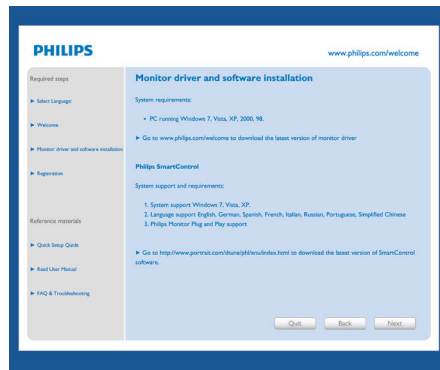 PHILIPS
www.philips.com/welcome
Required steps
► Select Language:
► Welcome
► Monitor driver and software installation
► Registration
Reference materials
► Quick Setup Guide
► Read User Manual
► FAQ & Troubleshooting
Monitor driver and software installation
System requirements:
• PC running Windows 7, Vista, XP, 2000, 98.
► Go to www.philips.com/welcome to download the latest version of monitor driver
Philips SmartControl
System support and requirements:
1. System support Windows 7, Vista, XP.
2. Language support English, German, Spanish, French, Italian, Russian, Portuguese, Simplified Chinese
3. Philips Monitor Plug and Play support
► Go to http://www.portrait.com/dtune/phl/enu/index.html to download the latest version of SmartControl
software.
Quit
Back
Next